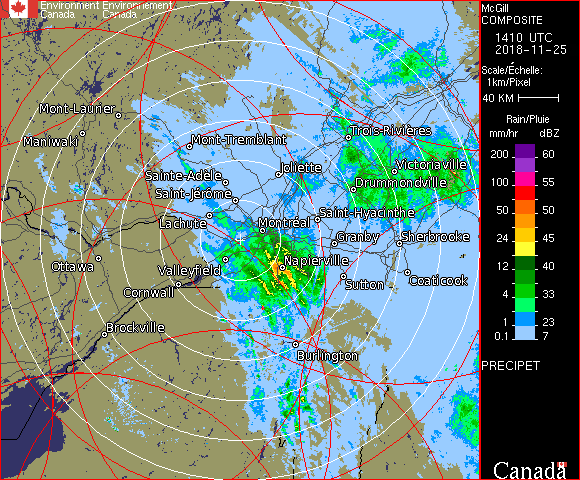 Environment Environnement
Canada Canada
Mont-Laurier
Maniwaki
Mont-Tremblant
Trois-Rivières
Sainte-Adèle
Joliette
Victoriaville
Saint-Jérôme
Drummondville
Lachute
Montréal
Saint-Hyacinthe
Granby
Sherbrooke
Ottawa
Valleyfield
Napierville
Cornwall
Sutton
Coaticook
Brockville
Burlington
McGill
COMPOSITE
1410 UTC
2018-11-25
Scale/Échelle:
1km/Pixel
40 KM
Rain/Pluie
mm/hr dBZ
200 60
100 55
50 50
24 45
12 40
4 33
1 23
0.1 7
PRECIPET
Canada